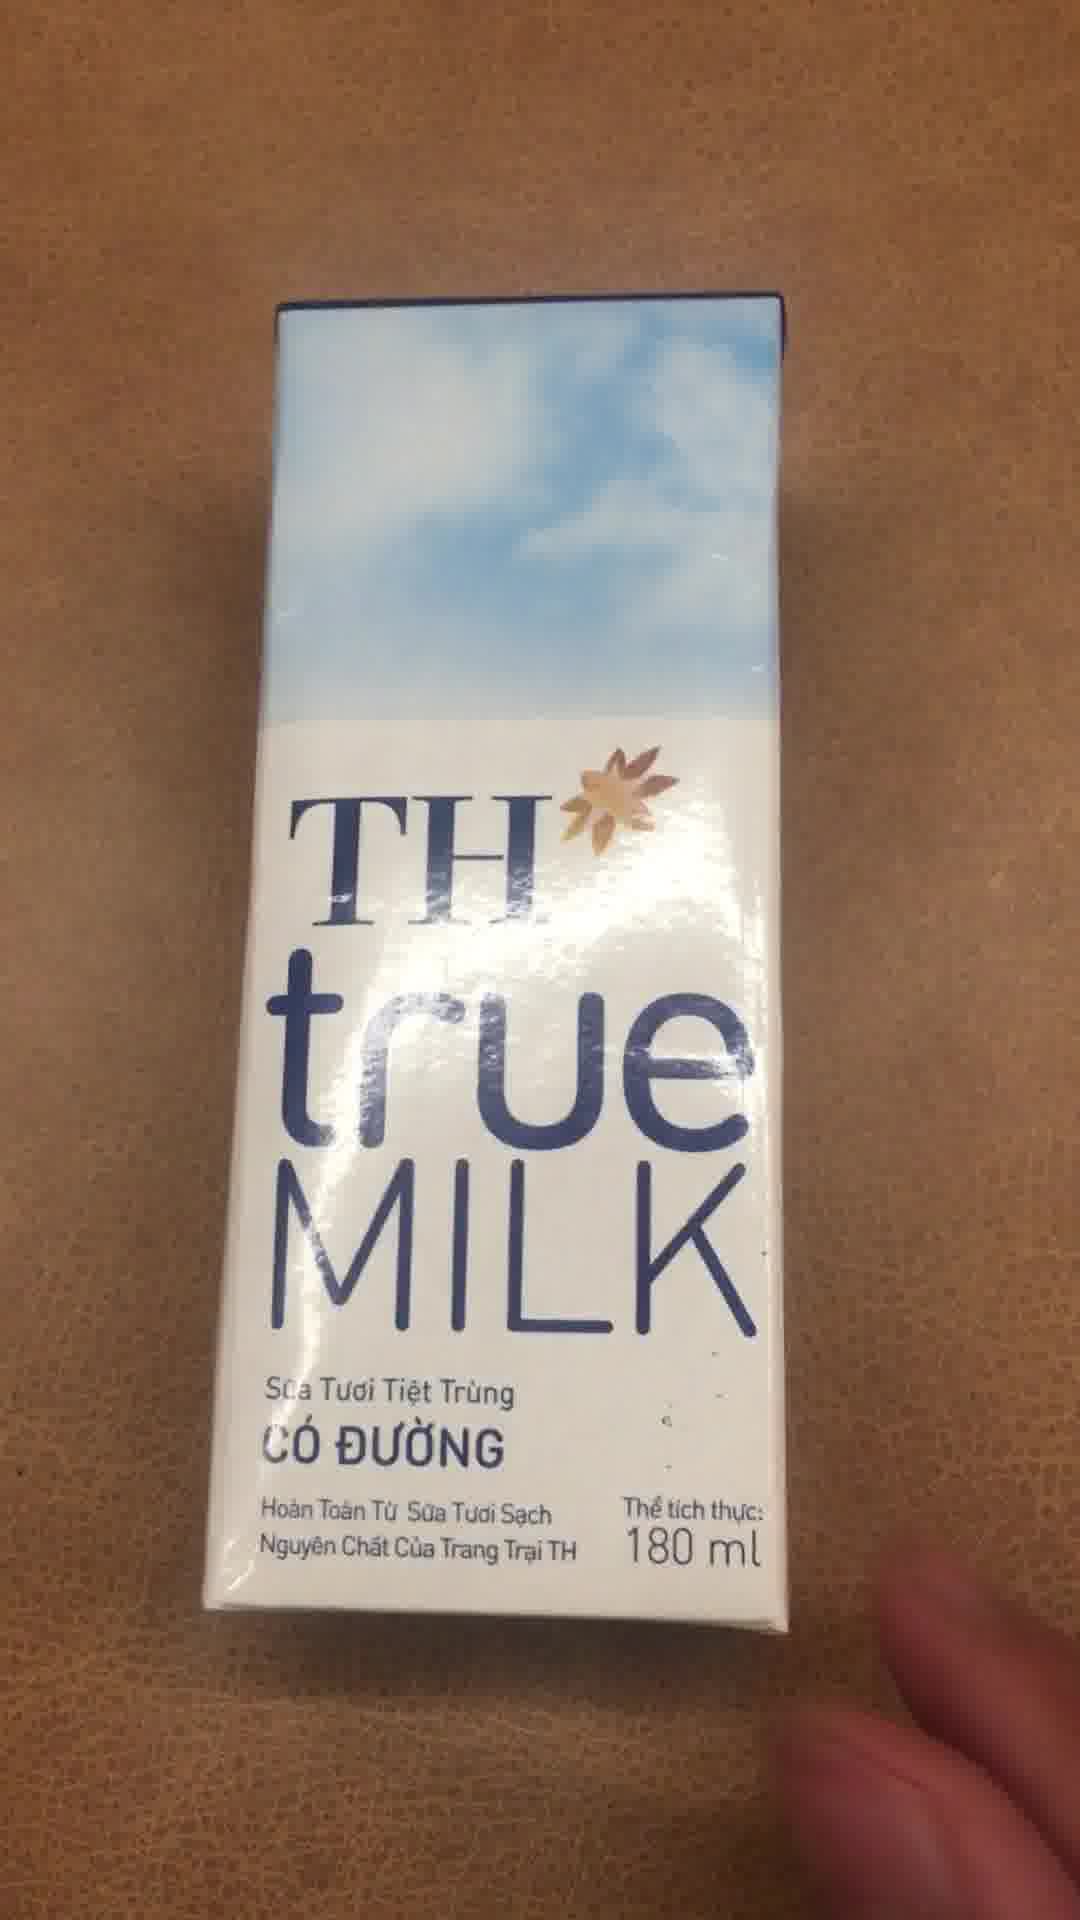 TH
true
MILK
Sữa Tươi Tiệt Trùng
CÓ ĐƯỜNG
Hoàn Toàn Từ Sữa Tươi Sạch
Nguyên Chất Của Trang Trại TH
Thể tích thực:
180 ml